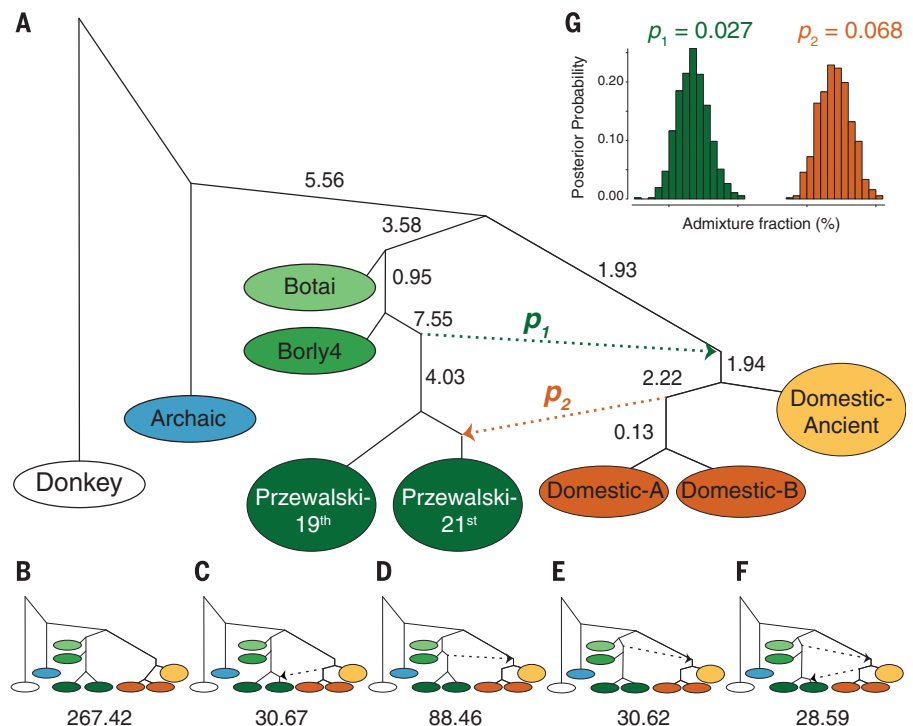 A
G
p1 = 0.027
p2 = 0.068
Posterior Probability
0.20
0.10
0.00
Admixture fraction (%)
5.56
3.58
1.93
Botai
0.95
7.55
p1
Borly4
4.03
p2
2.22
1.94
Domestic-
Ancient
Archaic
0.13
Donkey
Przewalski-
19th
Przewalski-
21st
Domestic-A
Domestic-B
B
C
D
E
F
267.42
30.67
88.46
30.62
28.59